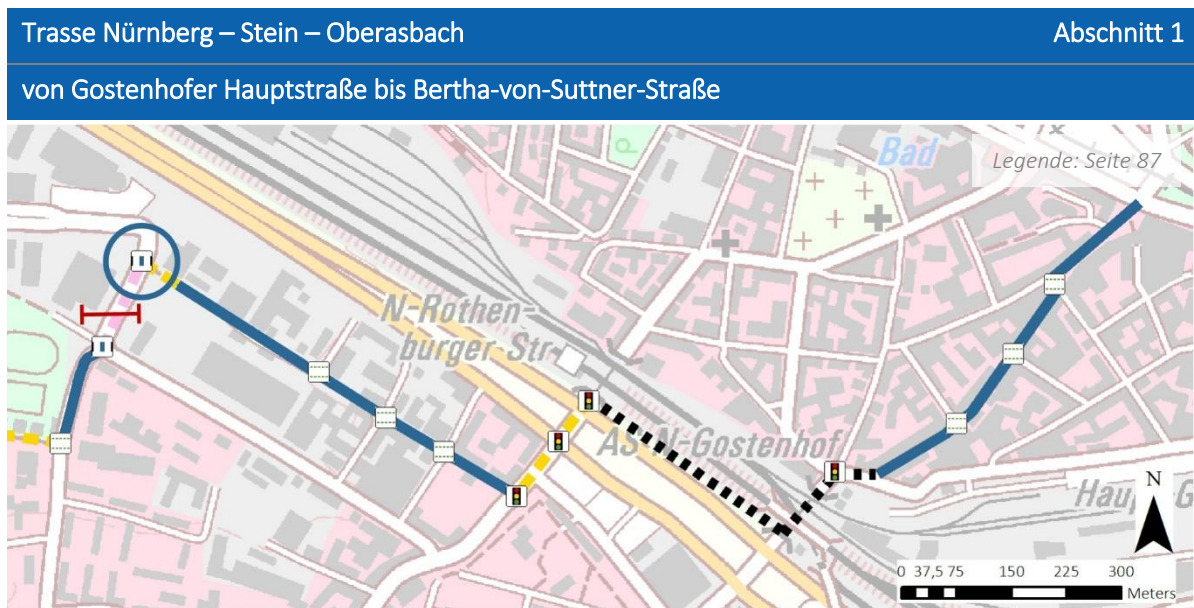 Trasse Nürnberg – Stein – Oberasbach
Abschnitt 1
von Gostenhofer Hauptstraße bis Bertha-von-Suttner-Straße
Bad
Legende: Seite 87
N-Rothen-
burger Str
AS N-Gostenhof
N
0 37,5 75 150 225 300
Meters